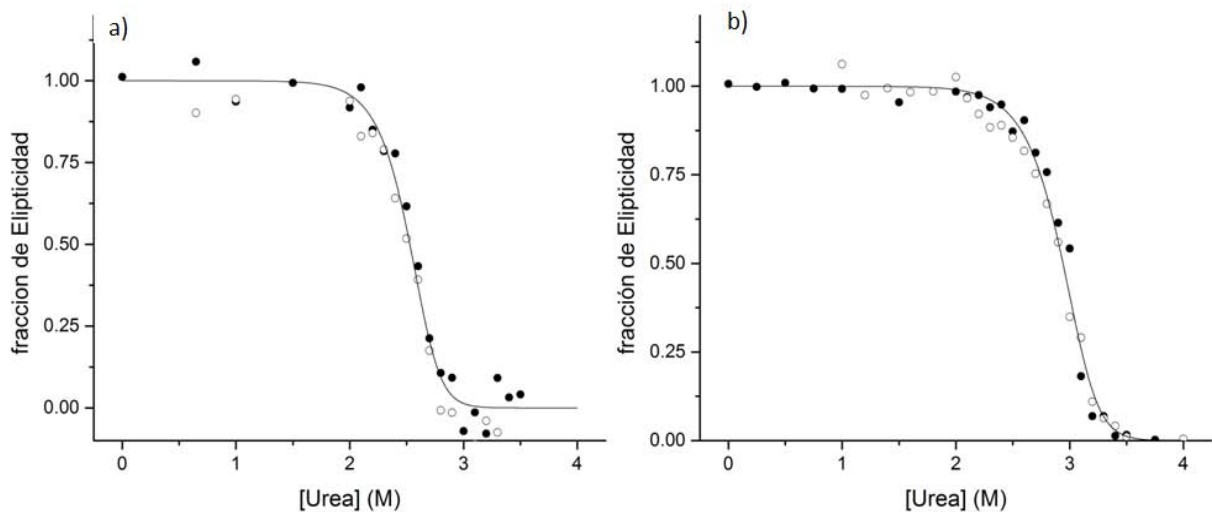 a)
fraccion de Elipticidad
1.00
0.75
0.50
0.25
0.00
0 1 2 3 4
[Urea] (M)
b)
fracción de Elipticidad
1.00
0.75
0.50
0.25
0.00
0 1 2 3 4
[Urea] (M)